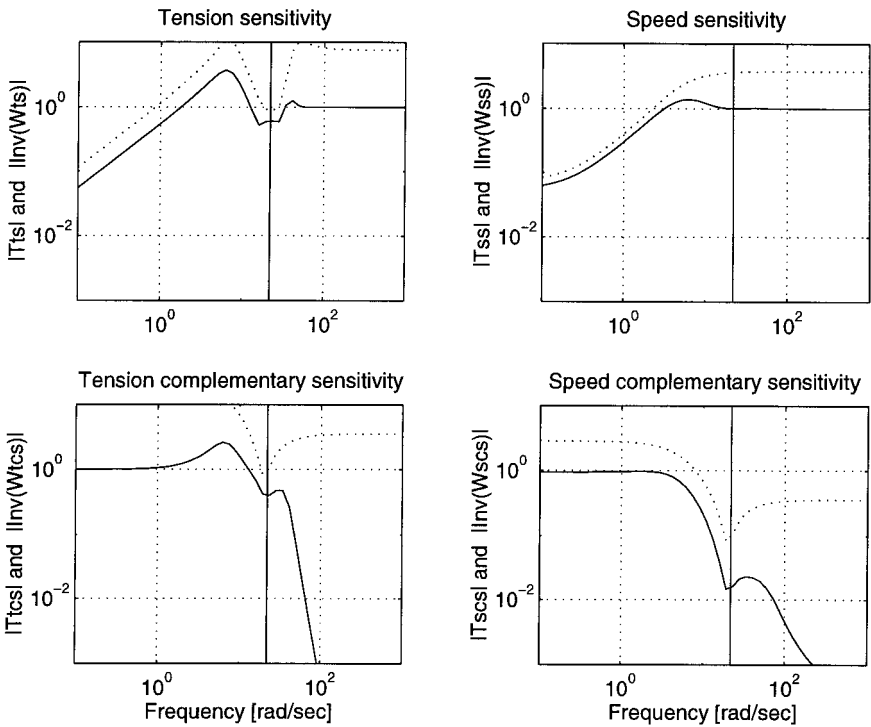 Tension sensitivity
|Tts| and |Inv(Wts)|
10^0
10^-2
10^0
10^2
Speed sensitivity
|Tss| and |Inv(Wss)|
10^0
10^-2
10^0
10^2
Tension complementary sensitivity
|Ttcs| and |Inv(Wtcs)|
10^0
10^-2
10^0
10^2
Frequency [rad/sec]
Speed complementary sensitivity
|Tscs| and |Inv(Wscs)|
10^0
10^-2
10^0
10^2
Frequency [rad/sec]